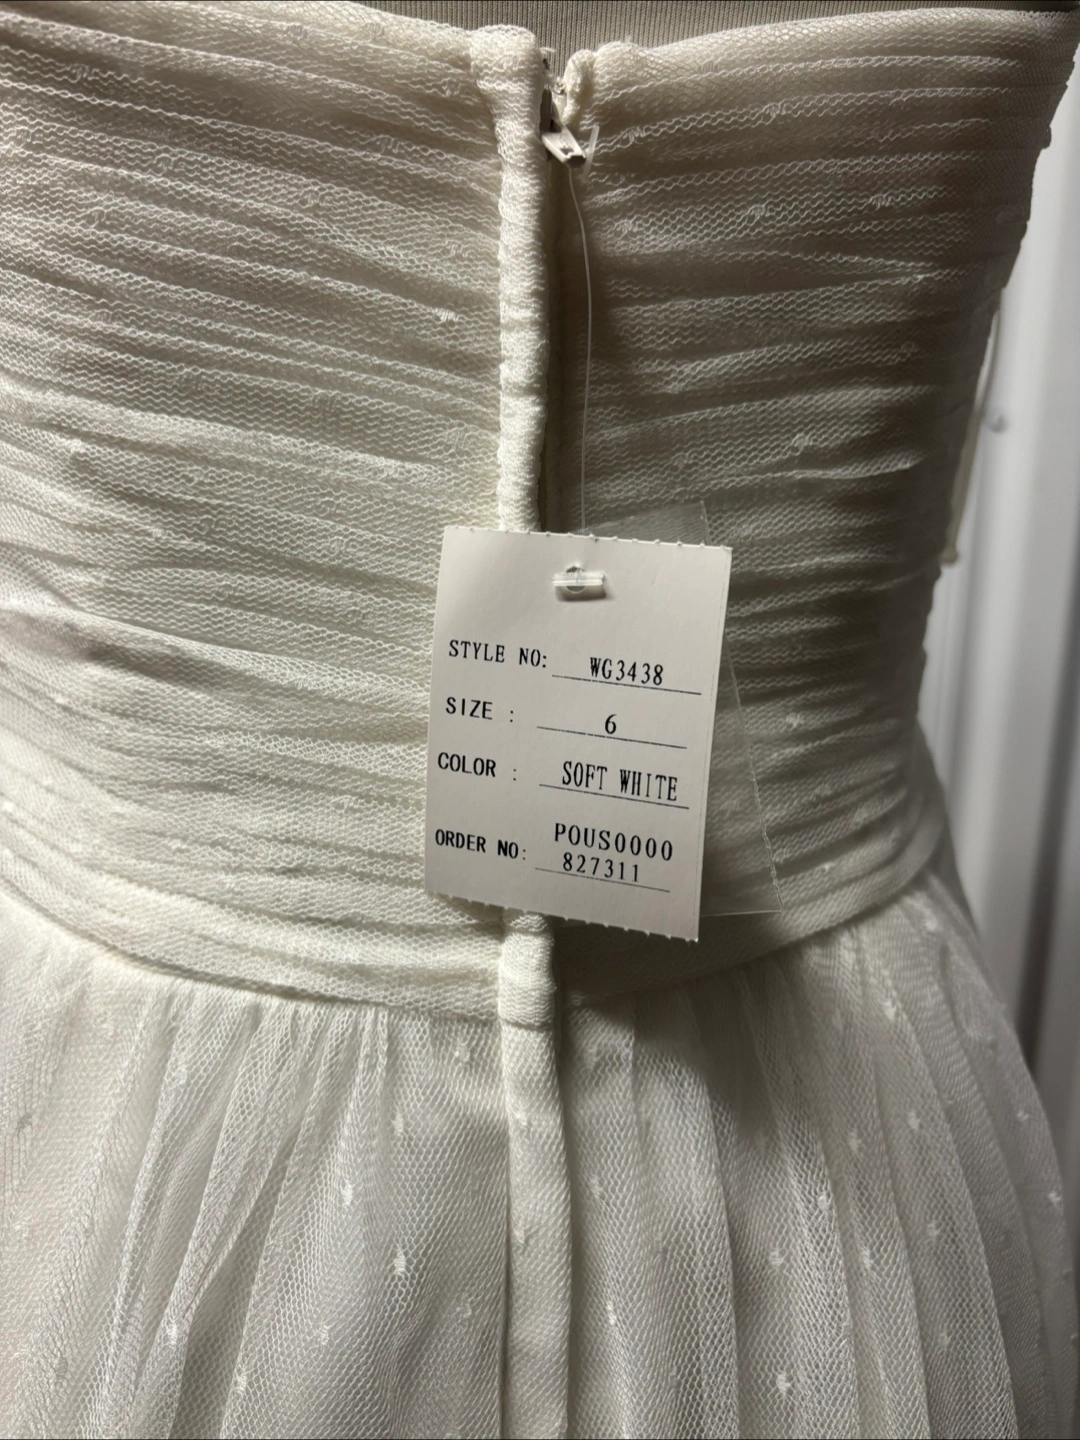 STYLE NO: WG3438
SIZE : 6
COLOR : SOFT WHITE
ORDER NO: POUS0000
827311